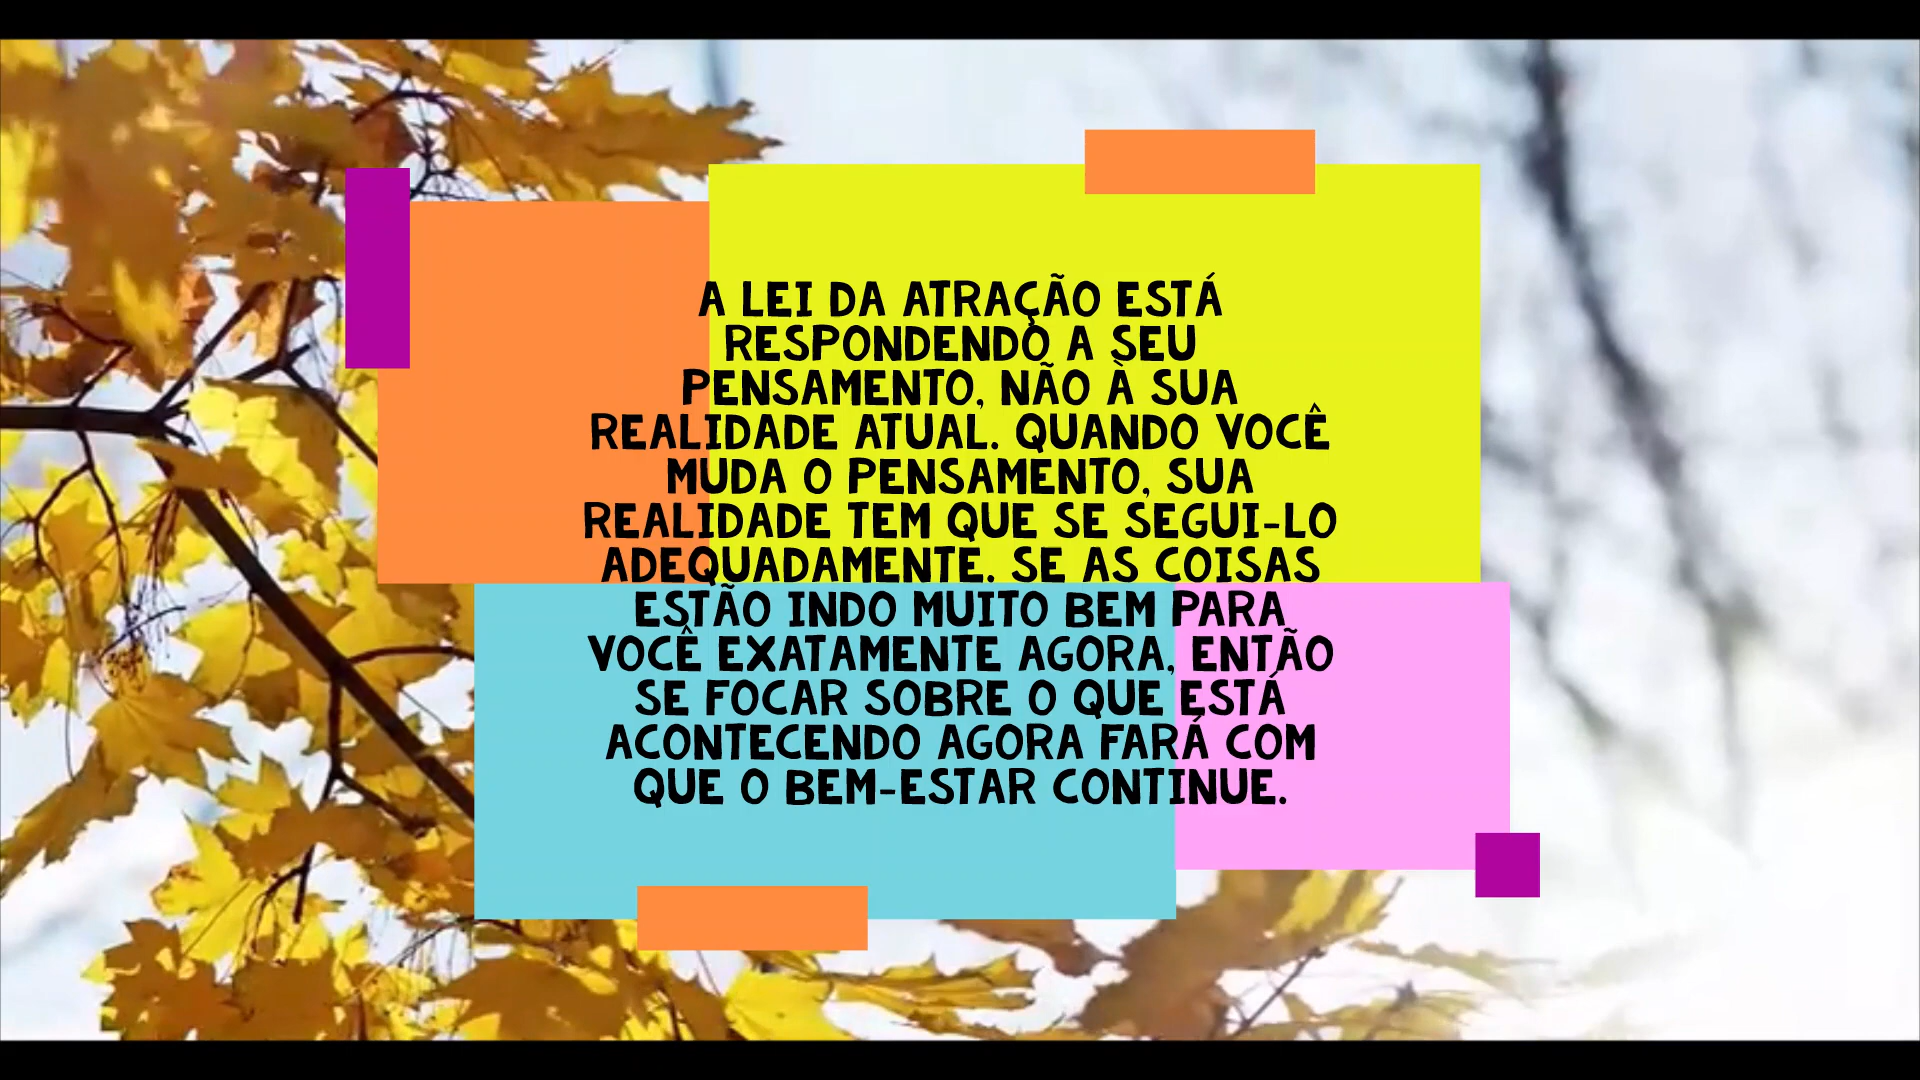 A LEI DA ATRAÇÃO ESTÁ
RESPONDENDO A SEU
PENSAMENTO, NÃO À SUA
REALIDADE ATUAL. QUANDO VOCÊ
MUDA O PENSAMENTO, SUA
REALIDADE TEM QUE SE SEGUI-LO
ADEQUADAMENTE. SE AS COISAS
ESTÃO INDO MUITO BEM PARA
VOCÊ EXATAMENTE AGORA, ENTÃO
SE FOCAR SOBRE O QUE ESTÁ
ACONTECENDO AGORA FARÁ COM
QUE O BEM-ESTAR CONTINUE.